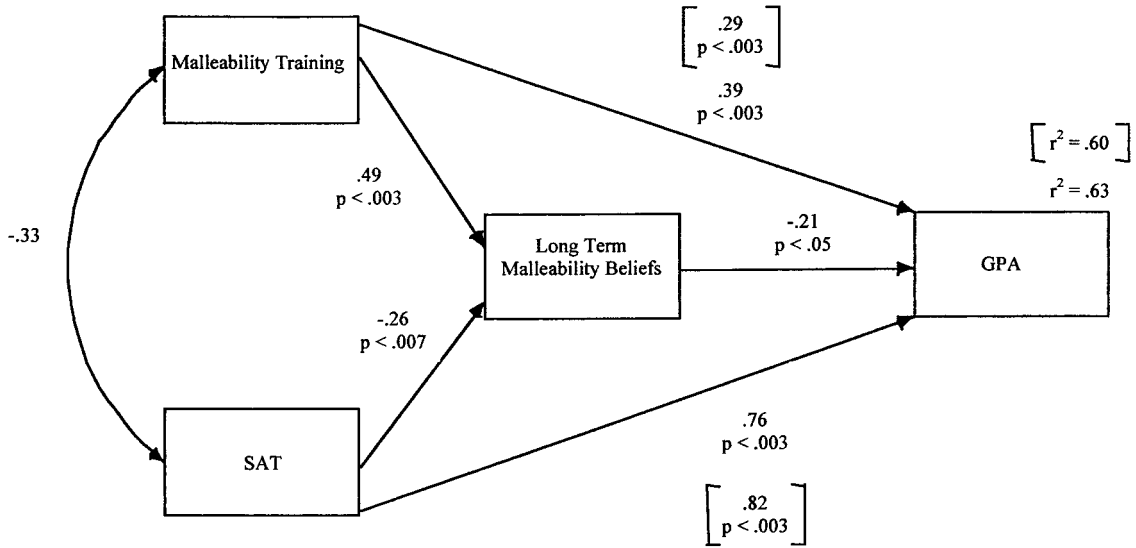 Malleability Training
[ .29
p < .003 ]
.39
p < .003
[ r² = .60 ]
r² = .63
.49
p < .003
-.33
Long Term
Malleability Beliefs
-.21
p < .05
GPA
-.26
p < .007
.76
p < .003
SAT
[ .82
p < .003 ]